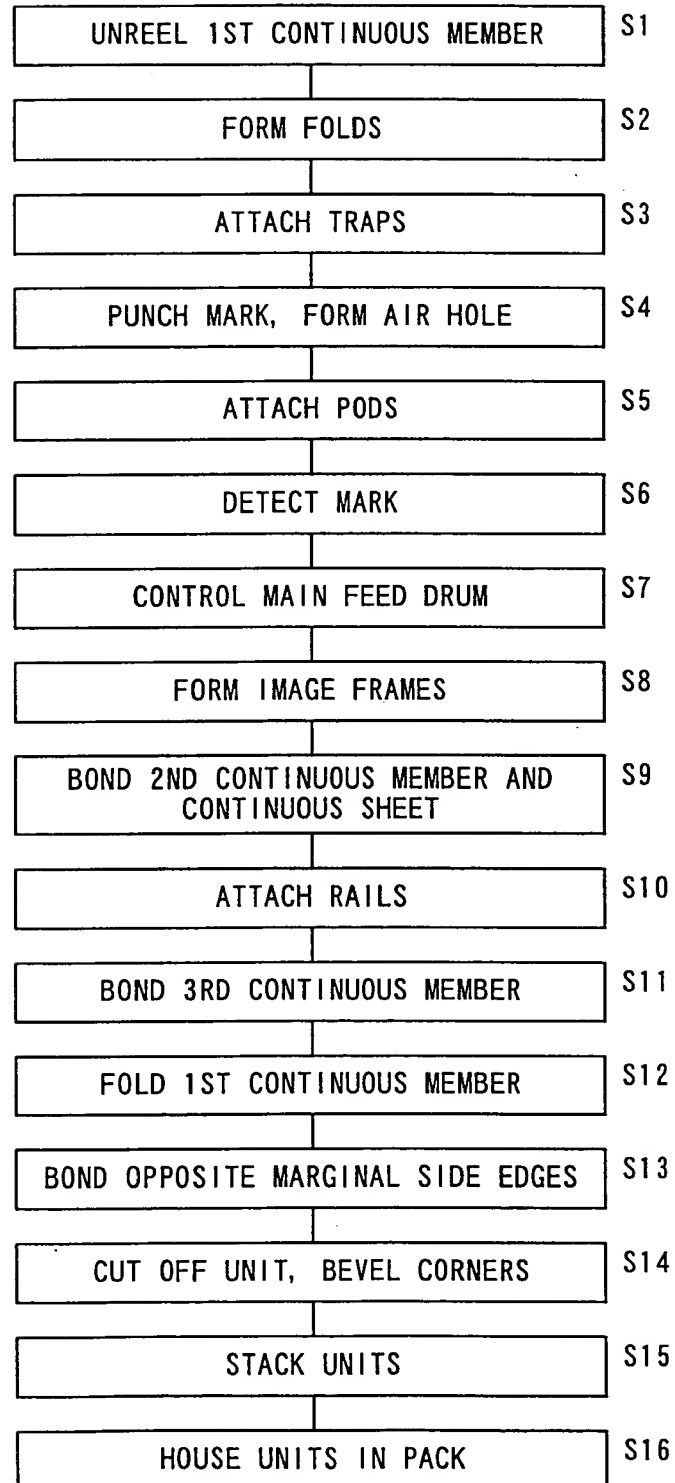 UNREEL 1ST CONTINUOUS MEMBER S1
FORM FOLDS S2
ATTACH TRAPS S3
PUNCH MARK, FORM AIR HOLE S4
ATTACH PODS S5
DETECT MARK S6
CONTROL MAIN FEED DRUM S7
FORM IMAGE FRAMES S8
BOND 2ND CONTINUOUS MEMBER AND S9
CONTINUOUS SHEET
ATTACH RAILS S10
BOND 3RD CONTINUOUS MEMBER S11
FOLD 1ST CONTINUOUS MEMBER S12
BOND OPPOSITE MARGINAL SIDE EDGES S13
CUT OFF UNIT, BEVEL CORNERS S14
STACK UNITS S15
HOUSE UNITS IN PACK S16